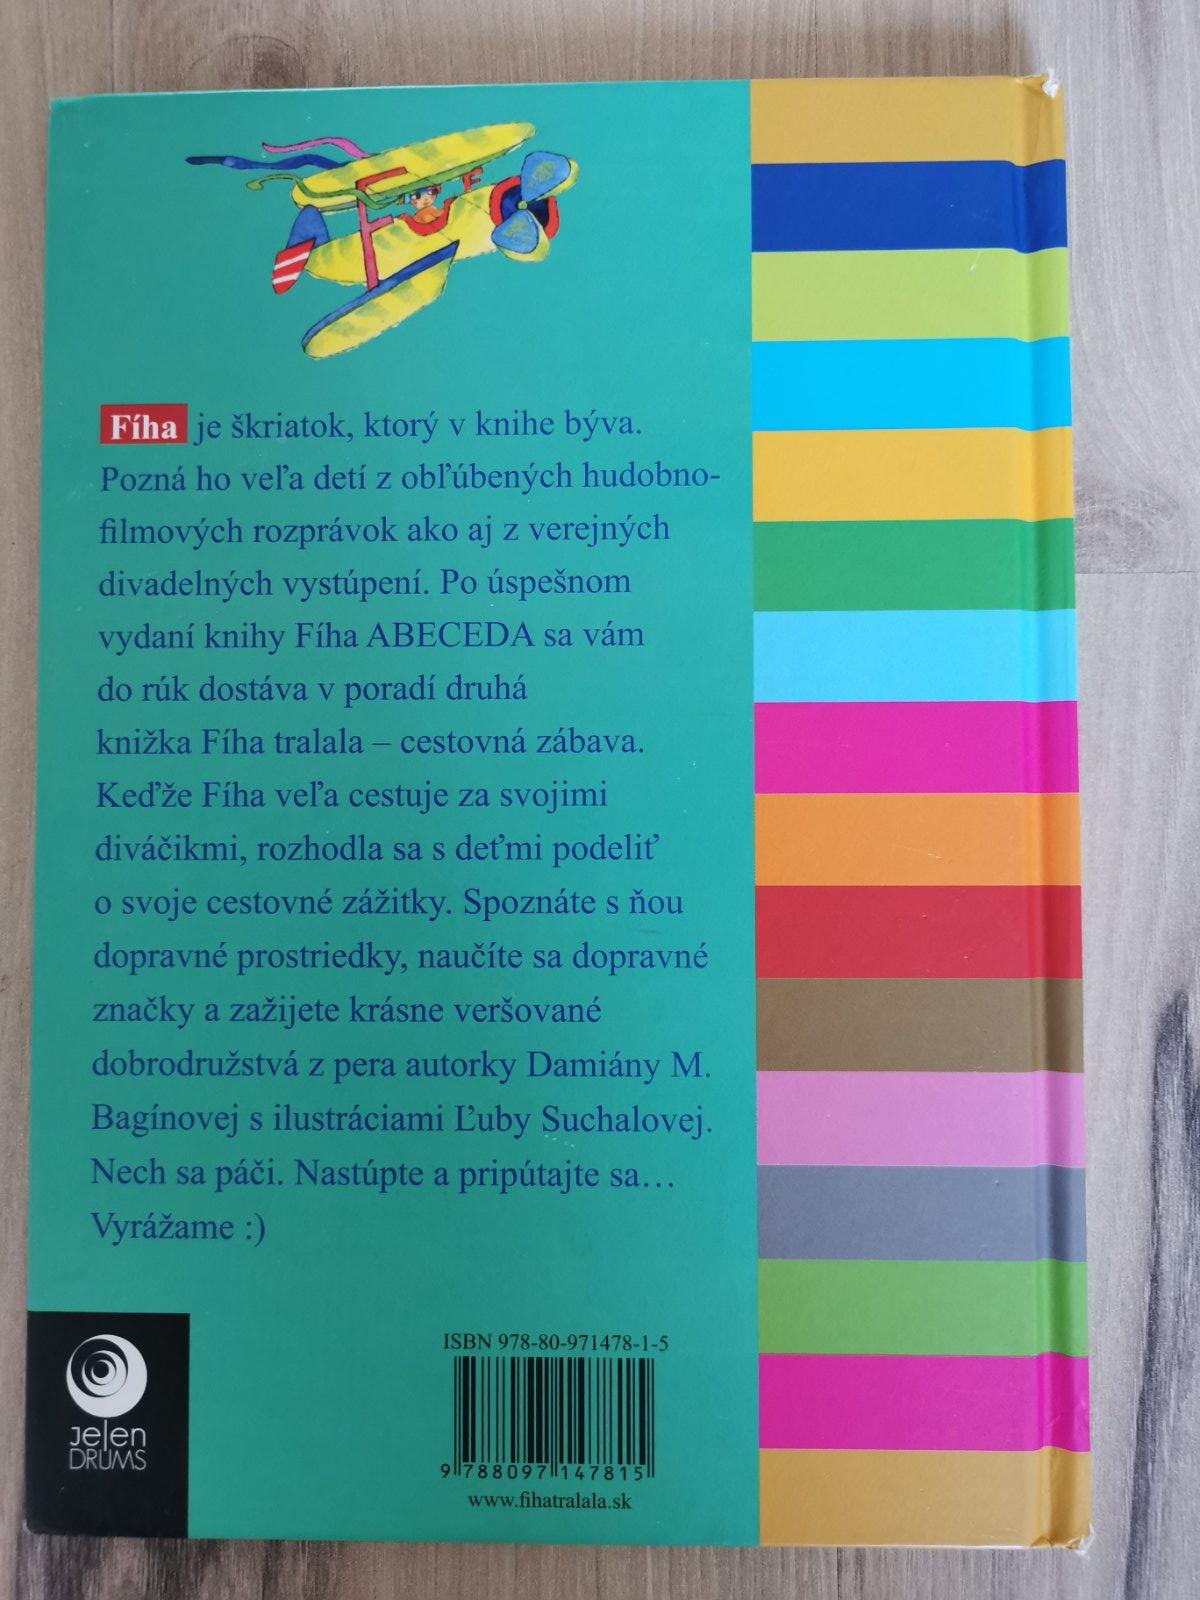 F F
Fíha je škriatok, ktorý v knihe býva.
Pozná ho veľa detí z obľúbených hudobno-
filmových rozprávok ako aj z verejných
divadelných vystúpení. Po úspešnom
vydaní knihy Fíha ABECEDA sa vám
do rúk dostáva v poradí druhá
knižka Fíha tralala – cestovná zábava.
Keďže Fíha veľa cestuje za svojimi
diváčikmi, rozhodla sa s deťmi podeliť
o svoje cestovné zážitky. Spoznáte s ňou
dopravné prostriedky, naučíte sa dopravné
značky a zažijete krásne veršované
dobrodružstvá z pera autorky Damiány M.
Bagínovej s ilustráciami Ľuby Suchalovej.
Nech sa páči. Nastúpte a pripútajte sa…
Vyrážame :)
ISBN 978-80-971478-1-5
9 788097 147815
www.fihatralala.sk
Jelen
DRUMS